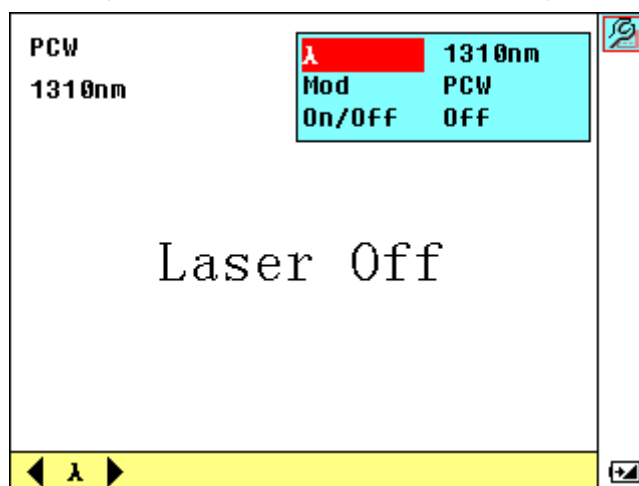 PCW
1310nm
λ 1310nm
Mod PCW
On/Off Off
Laser Off
λ